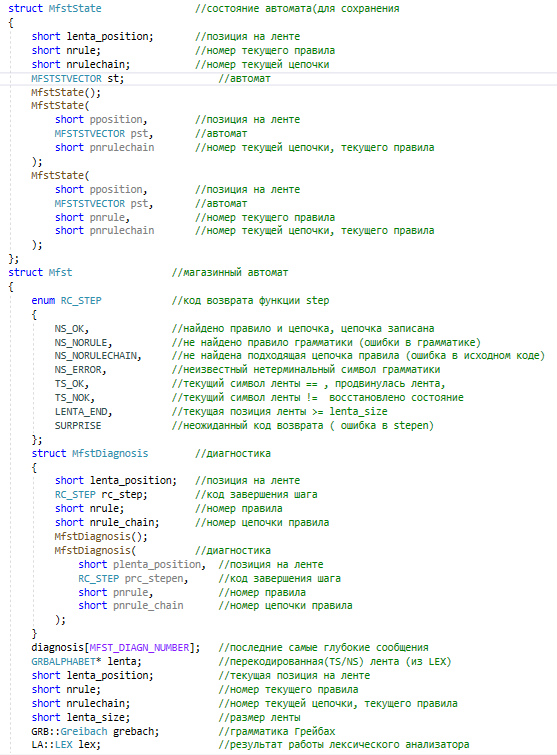 struct MfstState //состояние автомата(для сохранения
{
short lenta_position; //позиция на ленте
short nrule; //номер текущего правила
short nrulechain; //номер текущей цепочки
MFSTSTVECTOR st; //автомат
MfstState();
MfstState(
short pposition, //позиция на ленте
MFSTSTVECTOR pst, //автомат
short pnrulechain //номер текущей цепочки, текущего правила
);
MfstState(
short pposition, //позиция на ленте
MFSTSTVECTOR pst, //автомат
short pnrule, //номер текущего правила
short pnrulechain //номер текущей цепочки, текущего правила
);
};
struct Mfst //магазинный автомат
{
enum RC_STEP //код возврата функции step
{
NS_OK, //найдено правило и цепочка, цепочка записана
NS_NORULE, //не найдено правило грамматики (ошибки в грамматике)
NS_NORULECHAIN, //не найдена подходящая цепочка правила (ошибка в исходном коде)
NS_ERROR, //неизвестный нетерминальный символ грамматики
TS_OK, //текущий символ ленты == , продвинулась лента,
TS_NOK, //текущий символ ленты != восстановлено состояние
LENTA_END, //текущая позиция ленты >= lenta_size
SURPRISE //неожиданный код возврата ( ошибка в stepen)
};
struct MfstDiagnosis //диагностика
{
short lenta_position; //позиция на ленте
RC_STEP rc_step; //код завершения шага
short nrule; //номер правила
short nrule_chain; //номер цепочки правила
MfstDiagnosis();
MfstDiagnosis( //диагностика
short plenta_position, //позиция на ленте
RC_STEP prc_stepen, //код завершения шага
short pnrule, //номер правила
short pnrule_chain //номер цепочки правила
);
}
diagnosis[MFST_DIAGN_NUMBER]; //последние самые глубокие сообщения
GRBALPHABET* lenta; //перекодированная(TS/NS) лента (из LEX)
short lenta_position; //текущая позиция на ленте
short nrule; //номер текущего правила
short nrulechain; //номер текущей цепочки, текущего правила
short lenta_size; //размер ленты
GRB::Greibach grebach; //грамматика Грейбах
LA::LEX lex; //результат работы лексического анализатора